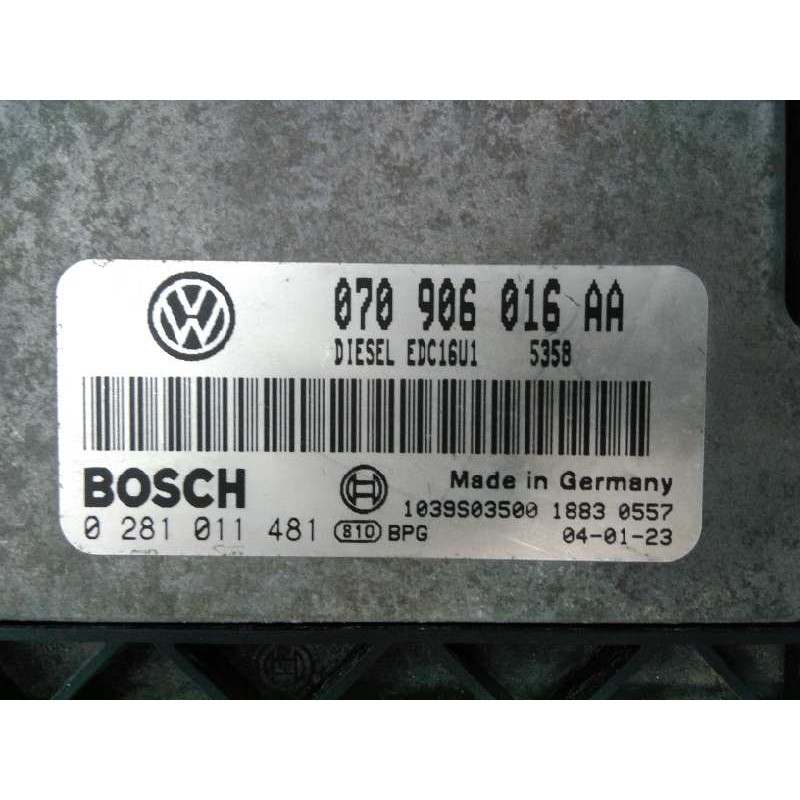 070 906 016 AA
DIESEL EDC16U1 5358
BOSCH
Made in Germany
1039S03500 1883 0557
0 281 011 481 810 BPG 04-01-23